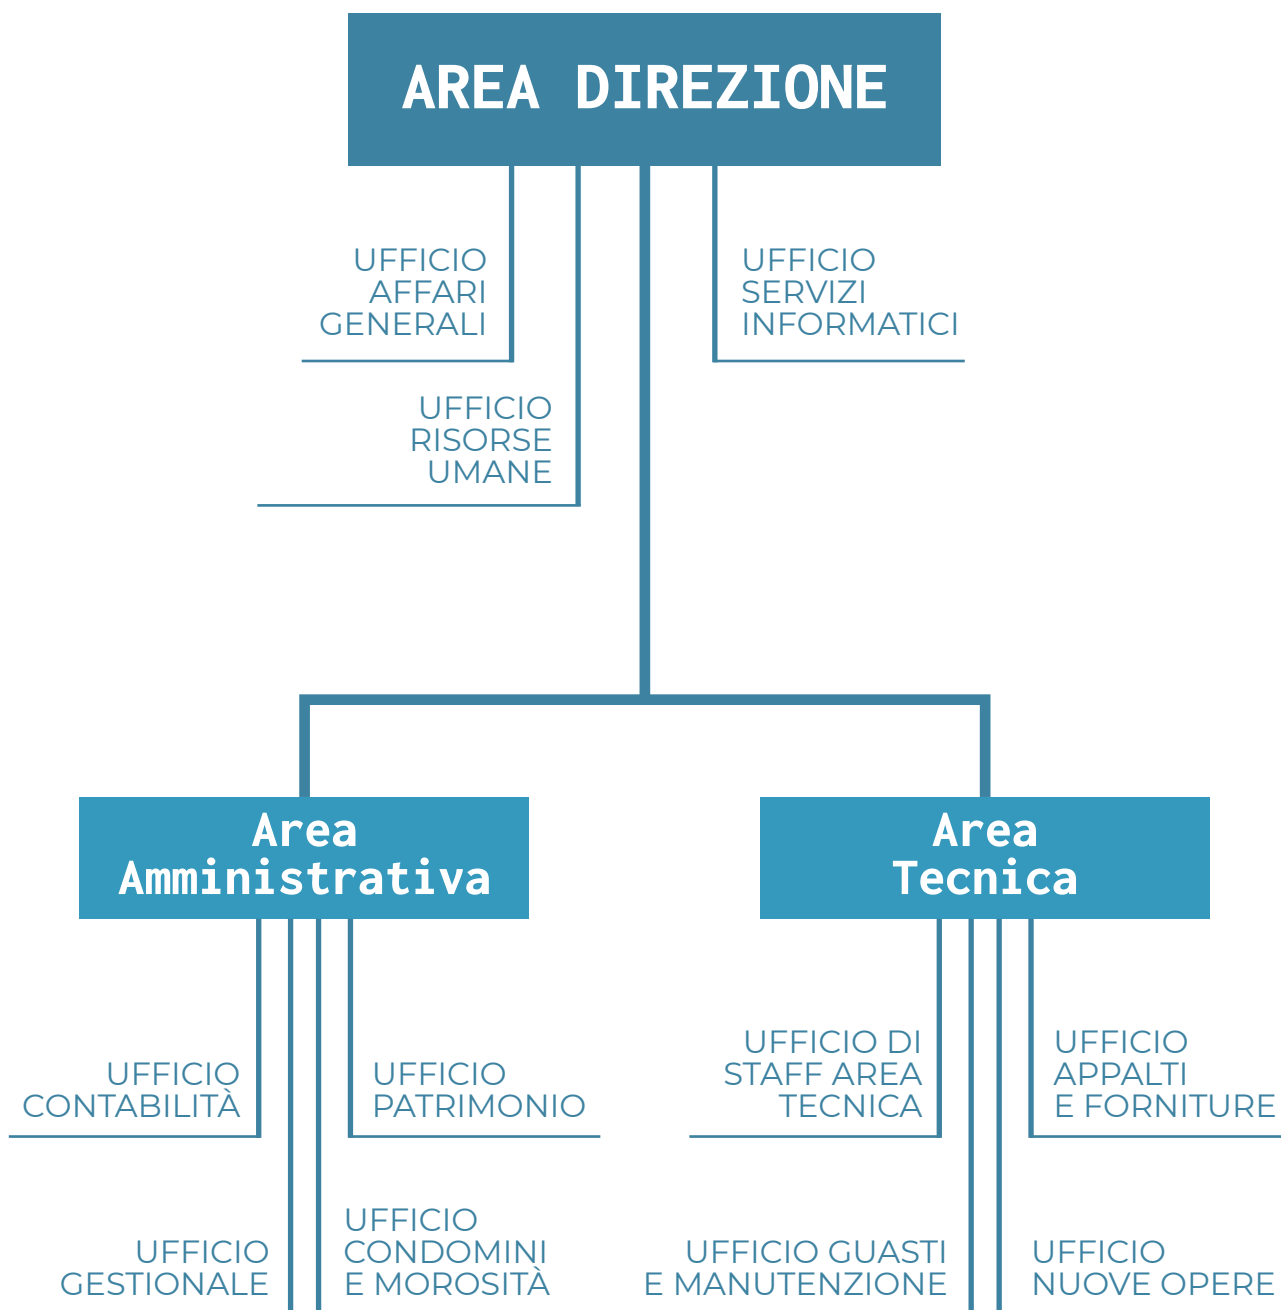 AREA DIREZIONE
UFFICIO
AFFARI
GENERALI
UFFICIO
SERVIZI
INFORMATICI
UFFICIO
RISORSE
UMANE
Area
Amministrativa
Area
Tecnica
UFFICIO
CONTABILITÀ
UFFICIO
PATRIMONIO
UFFICIO DI
STAFF AREA
TECNICA
UFFICIO
APPALTI
E FORNITURE
UFFICIO
GESTIONALE
UFFICIO
CONDOMINI
E MOROSITÀ
UFFICIO GUASTI
E MANUTENZIONE
UFFICIO
NUOVE OPERE